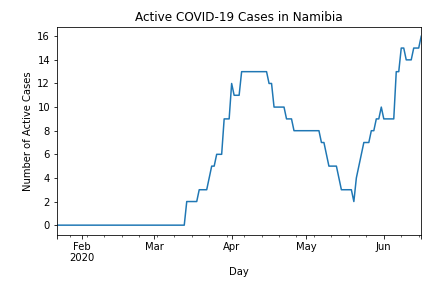 Active COVID-19 Cases in Namibia
Number of Active Cases
16
14
12
10
8
6
4
2
0
Feb
2020
Mar
Apr
May
Jun
Day